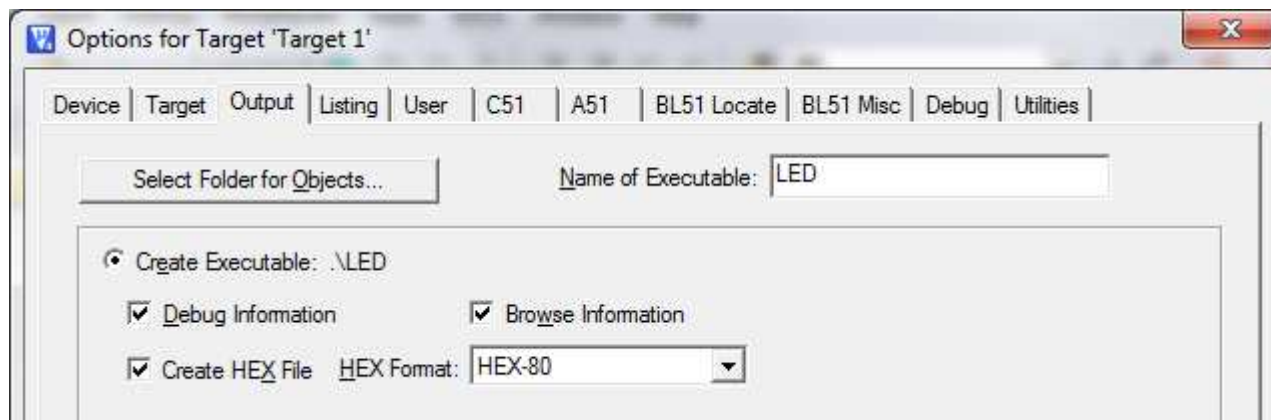 Options for Target 'Target 1'
Device Target Output Listing User C51 A51 BL51 Locate BL51 Misc Debug Utilities
Select Folder for Objects... Name of Executable: LED
Create Executable: .\LED
Debug Information Browse Information
Create HEX File HEX Format: HEX-80